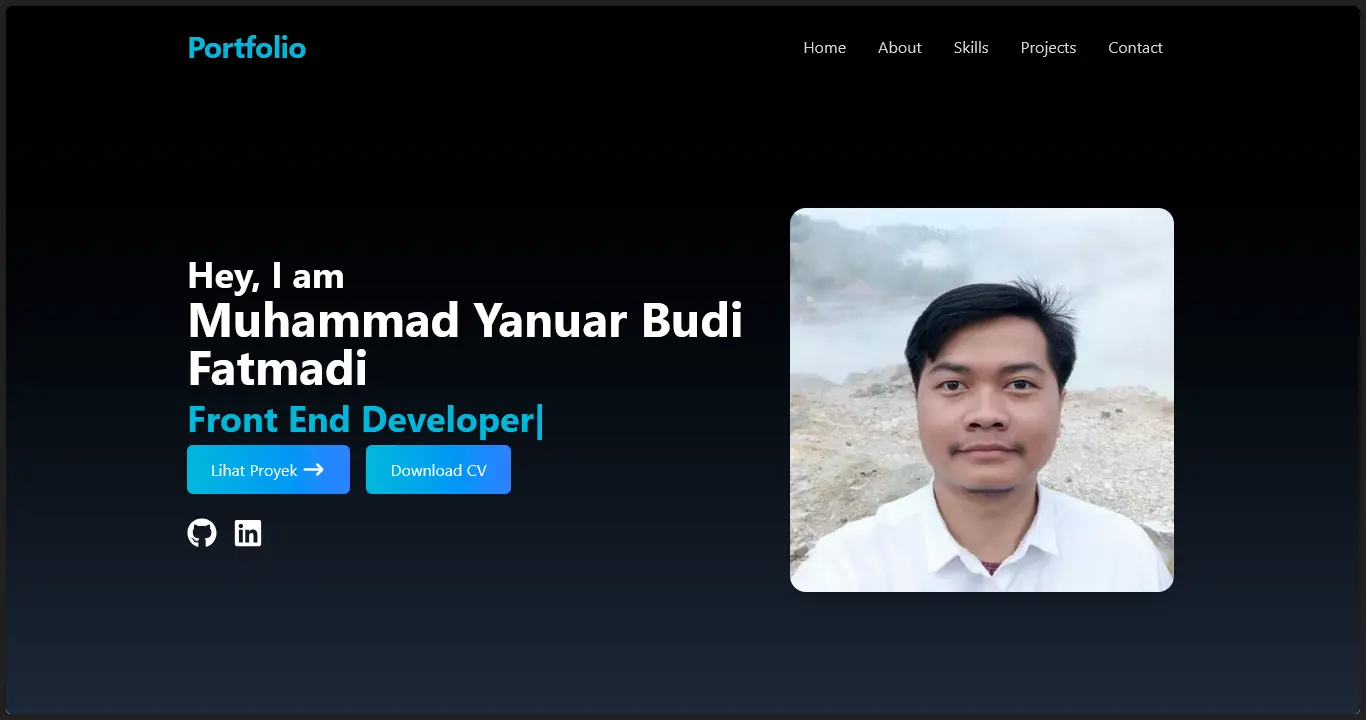 Portfolio
Home About Skills Projects Contact
Hey, I am
Muhammad Yanuar Budi
Fatmadi
Front End Developer|
Lihat Proyek → Download CV
in